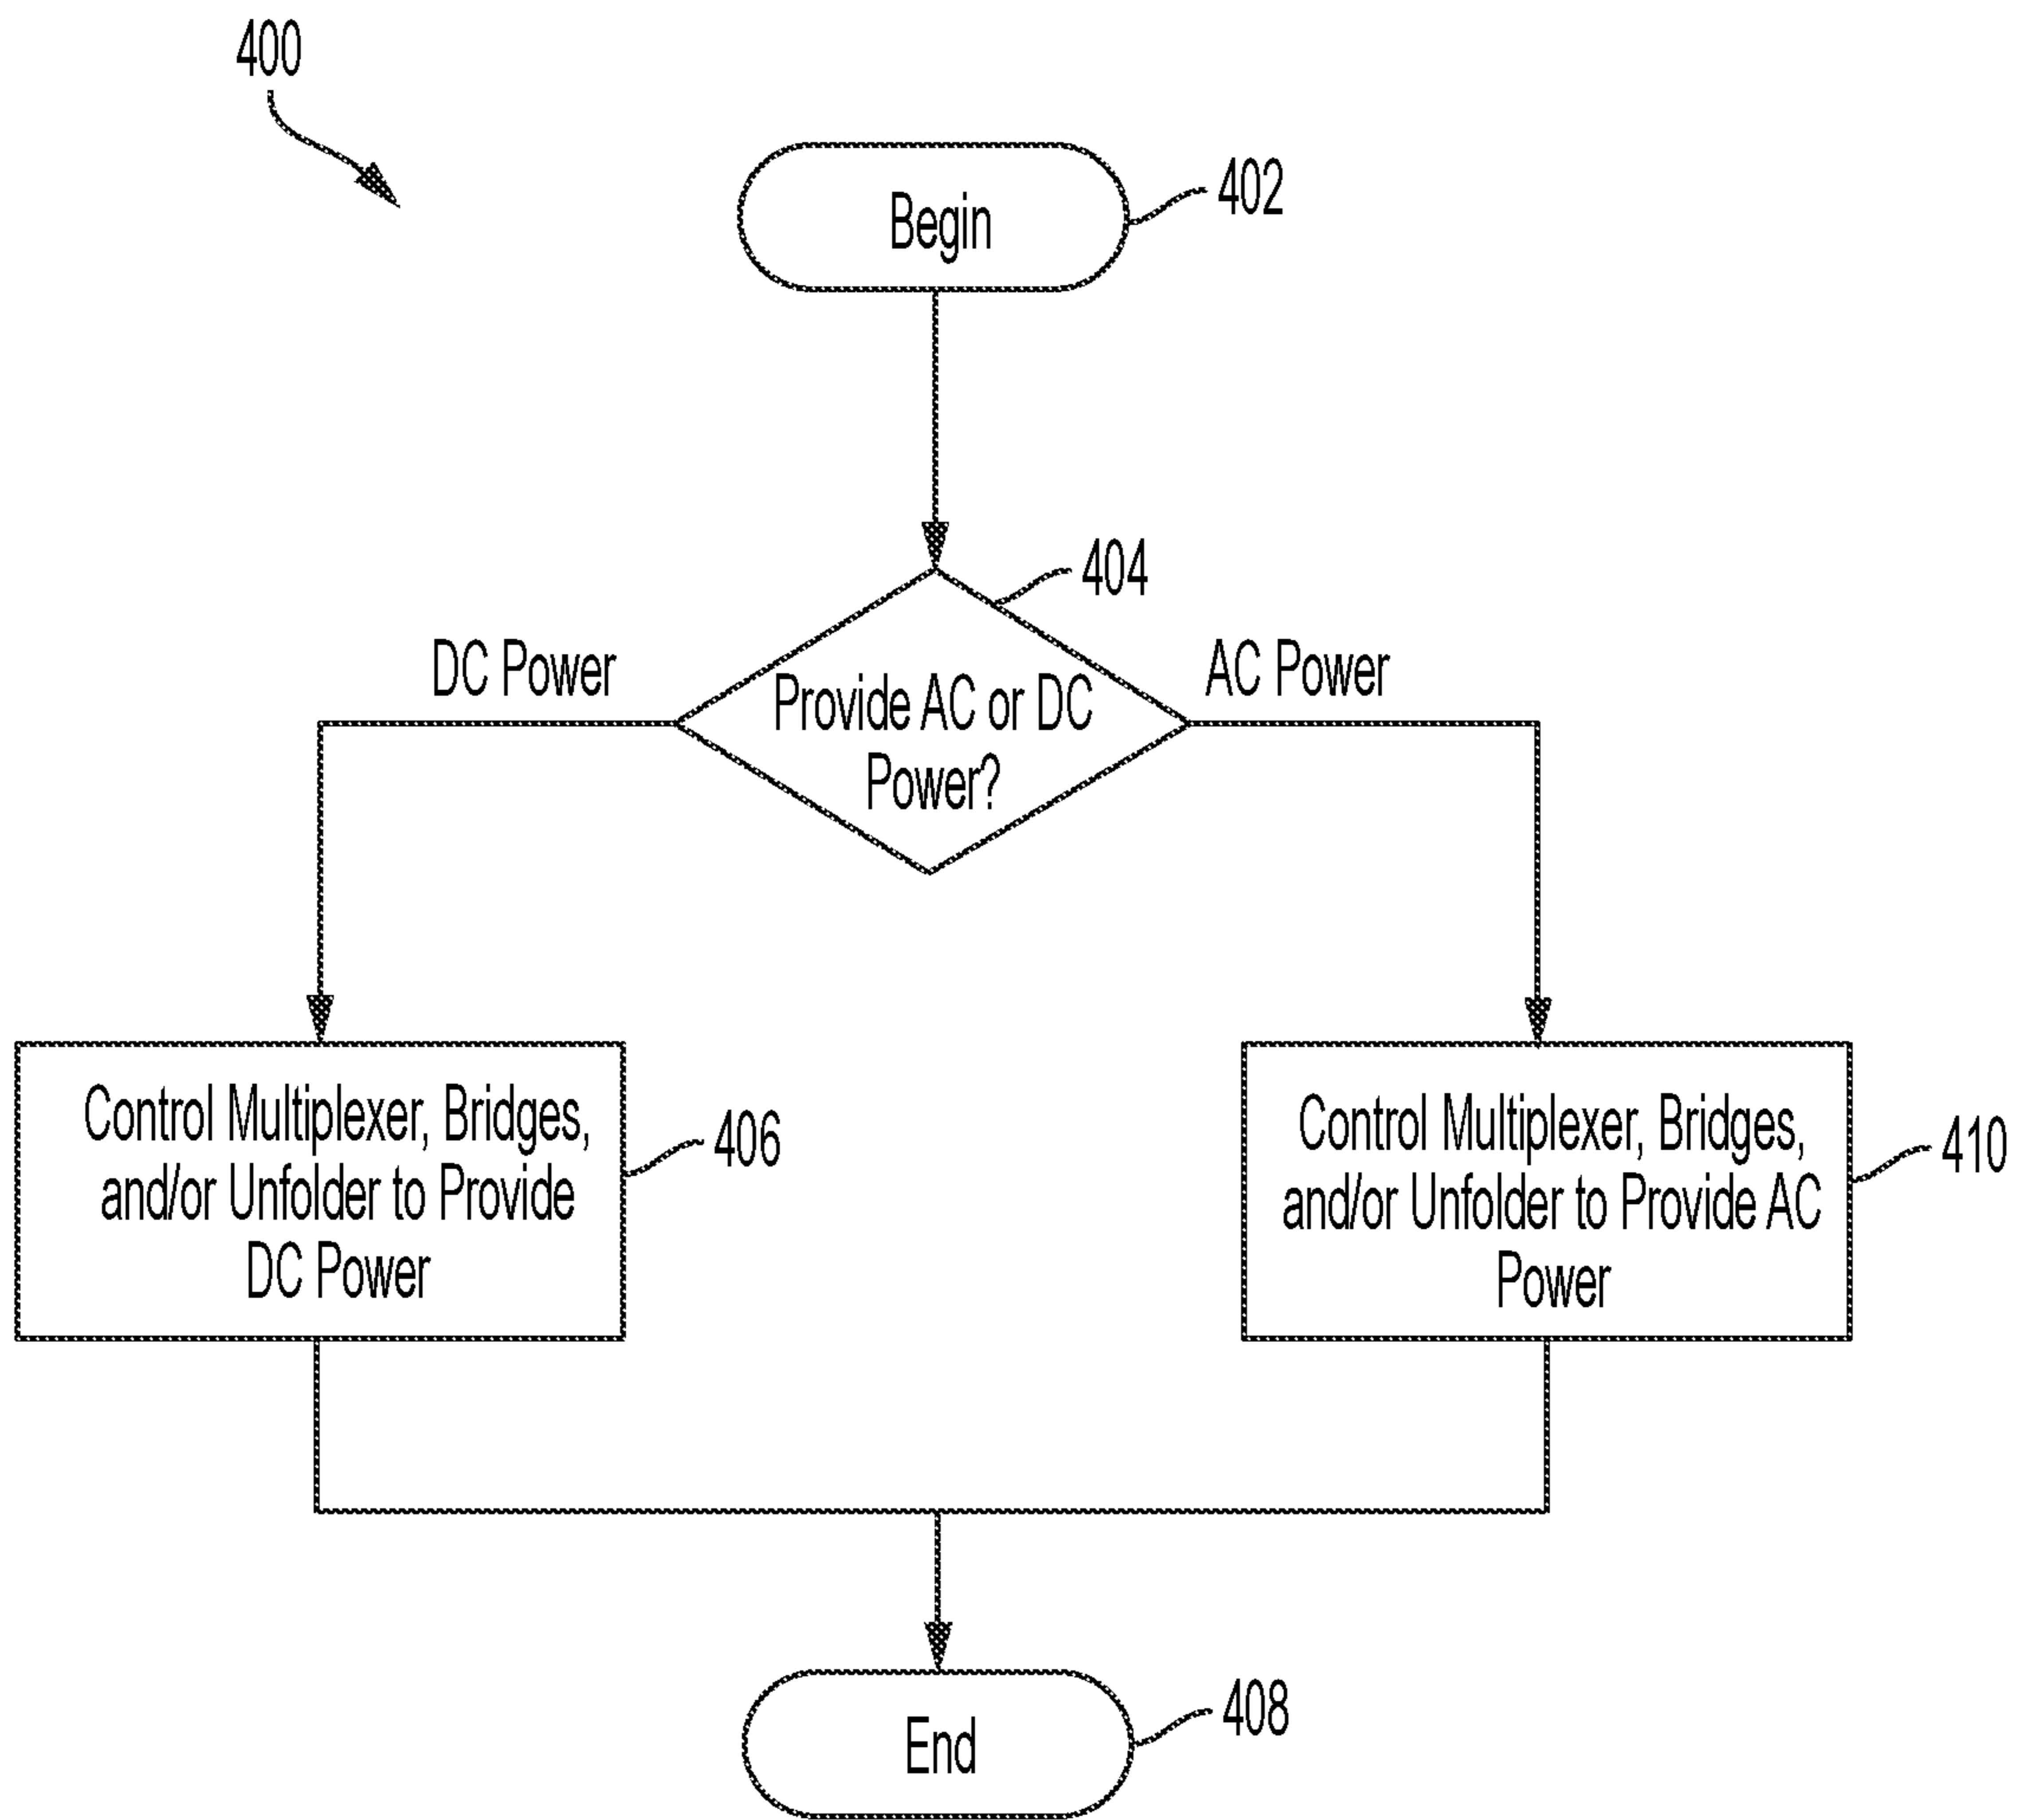 400
Begin
402
404
DC Power
AC Power
Provide AC or DC
Power?
Control Multiplexer, Bridges,
and/or Unfolder to Provide
DC Power
406
Control Multiplexer, Bridges,
and/or Unfolder to Provide AC
Power
410
End
408